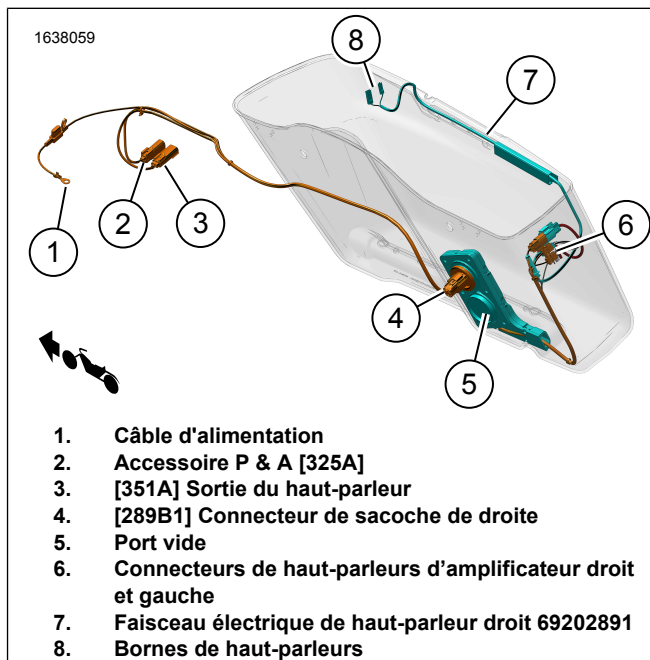 1638059
8
7
1
2
3
6
4
5
1. Câble d'alimentation
2. Accessoire P & A [325A]
3. [351A] Sortie du haut-parleur
4. [289B1] Connecteur de sacoche de droite
5. Port vide
6. Connecteurs de haut-parleurs d’amplificateur droit
et gauche
7. Faisceau électrique de haut-parleur droit 69202891
8. Bornes de haut-parleurs